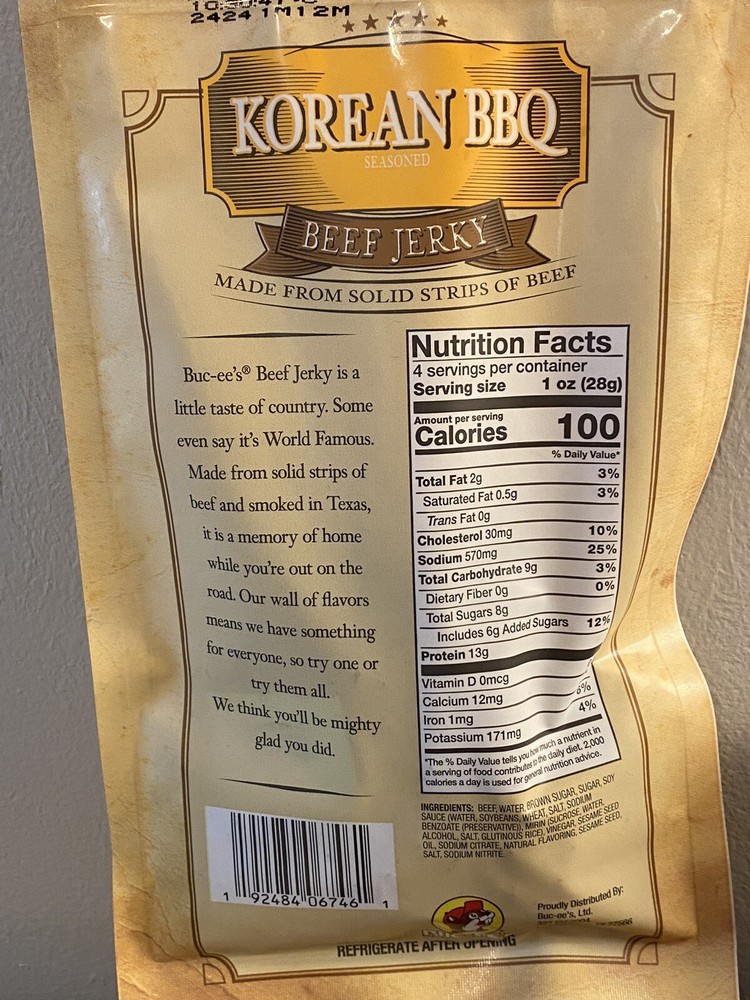 2424 1M1 2M
KOREAN BBQ
SEASONED
BEEF JERKY
MADE FROM SOLID STRIPS OF BEEF
Buc-ee's® Beef Jerky is a
little taste of country. Some
even say it's World Famous.
Made from solid strips of
beef and smoked in Texas,
it is a memory of home
while you're out on the
road. Our wall of flavors
means we have something
for everyone, so try one or
try them all.
We think you'll be mighty
glad you did.
Nutrition Facts
4 servings per container
Serving size 1 oz (28g)
Amount per serving
Calories 100
% Daily Value*
Total Fat 2g 3%
Saturated Fat 0.5g 3%
Trans Fat 0g
Cholesterol 30mg 10%
Sodium 570mg 25%
Total Carbohydrate 9g 3%
Dietary Fiber 0g 0%
Total Sugars 8g
Includes 6g Added Sugars 12%
Protein 13g
Vitamin D 0mcg
Calcium 12mg
Iron 1mg 6%
Potassium 171mg 4%
*The % Daily Value tells you how much a nutrient in
a serving of food contributes to the daily diet. 2,000
calories a day is used for general nutrition advice.
INGREDIENTS: BEEF, WATER, BROWN SUGAR, SUGAR, SOY
SAUCE (WATER, SOYBEANS, WHEAT, SALT, SODIUM
BENZOATE (PRESERVATIVE)), MIRIN (SUCROSE, WATER,
ALCOHOL, SALT, GLUTINOUS RICE), VINEGAR, SESAME SEED
OIL, SODIUM CITRATE, NATURAL FLAVORING, SESAME SEED,
SALT, SODIUM NITRITE.
1 92484 06746 1
Proudly Distributed By:
Buc-ee's, Ltd.
REFRIGERATE AFTER OPENING